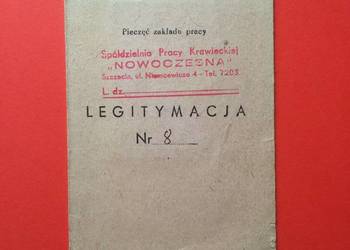 Pieczęć zakładu pracy
Spółdzielnia Pracy Krawieckiej
„NOWOCZESNA"
Szczecin, ul. Niemcewicza 4 - Tel. 7203
L. dz.
LEGITYMACJA
Nr 8